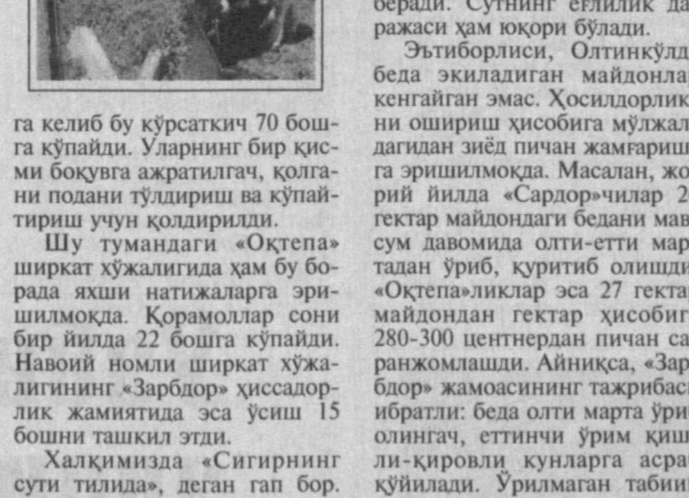 га келиб бу кўрсаткич 70 бош-
га кўпайди. Уларнинг бир қис-
ми боқувга ажратилгач, қолга-
ни подани тўлдириш ва кўпай-
тириш учун қолдирилди.
Шу тумандаги «Оқтепа»
ширкат хўжалигида ҳам бу бо-
рада яхши натижаларга эри-
шилмоқда. Қорамоллар сони
бир йилда 22 бошга кўпайди.
Навоий номли ширкат хўжа-
лигининг «Зарбдор» ҳиссадор-
лик жамиятида эса ўсиш 15
бошни ташкил этди.
Халқимизда «Сигирнинг
сути тилида», деган гап бор.
беради. Сутнинг ёғлилик да
ражаси ҳам юқори бўлади.
Эътиборлиси, Олтинкўлд
беда экиладиган майдонла
кенгайган эмас. Ҳосилдорлик
ни ошириш ҳисобига мўлжал
дагидан зиёд пичан жамғариш
га эришилмоқда. Масалан, жо
рий йилда «Сардор»чилар 2
гектар майдондаги бедани мав
сум давомида олти-етти мар
тадан ўриб, қуритиб олишди
«Оқтепа»ликлар эса 27 гекта
майдондан гектар ҳисобиг
280-300 центнердан пичан са
ранжомлашди. Айниқса, «Зар
бдор» жамоасининг тажрибас
ибратли: беда олти марта ўри
олингач, еттинчи ўрим қиш
ли-қировли кунларга асра
қўйилади. Ўрилмаган табии